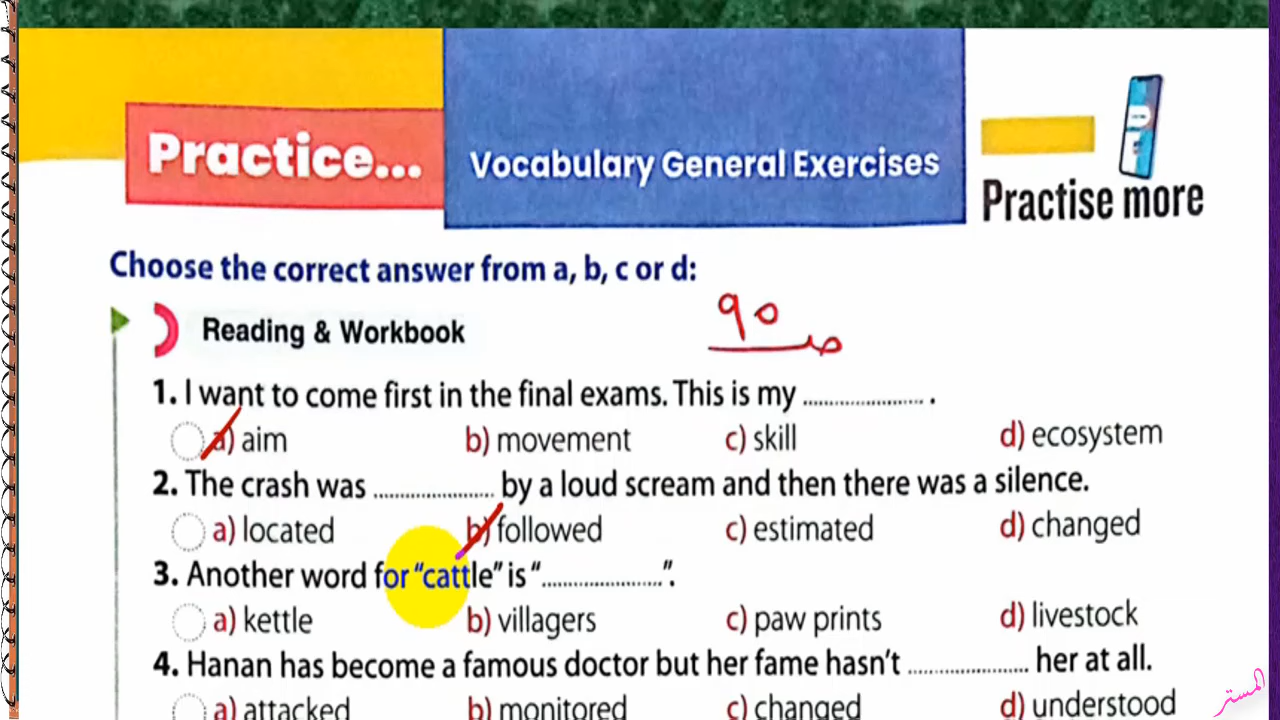 Practice...
Vocabulary General Exercises
Practise more
Choose the correct answer from a, b, c or d:
Reading & Workbook
90 ص
1. I want to come first in the final exams. This is my ...................... .
a) aim b) movement c) skill d) ecosystem
2. The crash was ...................... by a loud scream and then there was a silence.
a) located b) followed c) estimated d) changed
3. Another word for "cattle" is "......................".
a) kettle b) villagers c) paw prints d) livestock
4. Hanan has become a famous doctor but her fame hasn't ...................... her at all.
a) attacked b) monitored c) changed d) understood
المستر